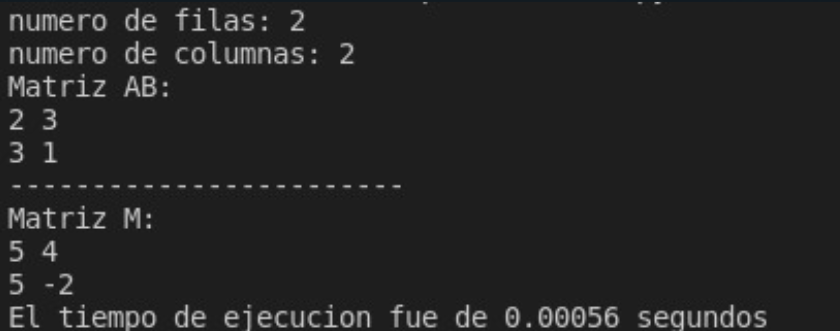 numero de filas: 2
numero de columnas: 2
Matriz AB:
2 3
3 1
------------------------
Matriz M:
5 4
5 -2
El tiempo de ejecucion fue de 0.00056 segundos